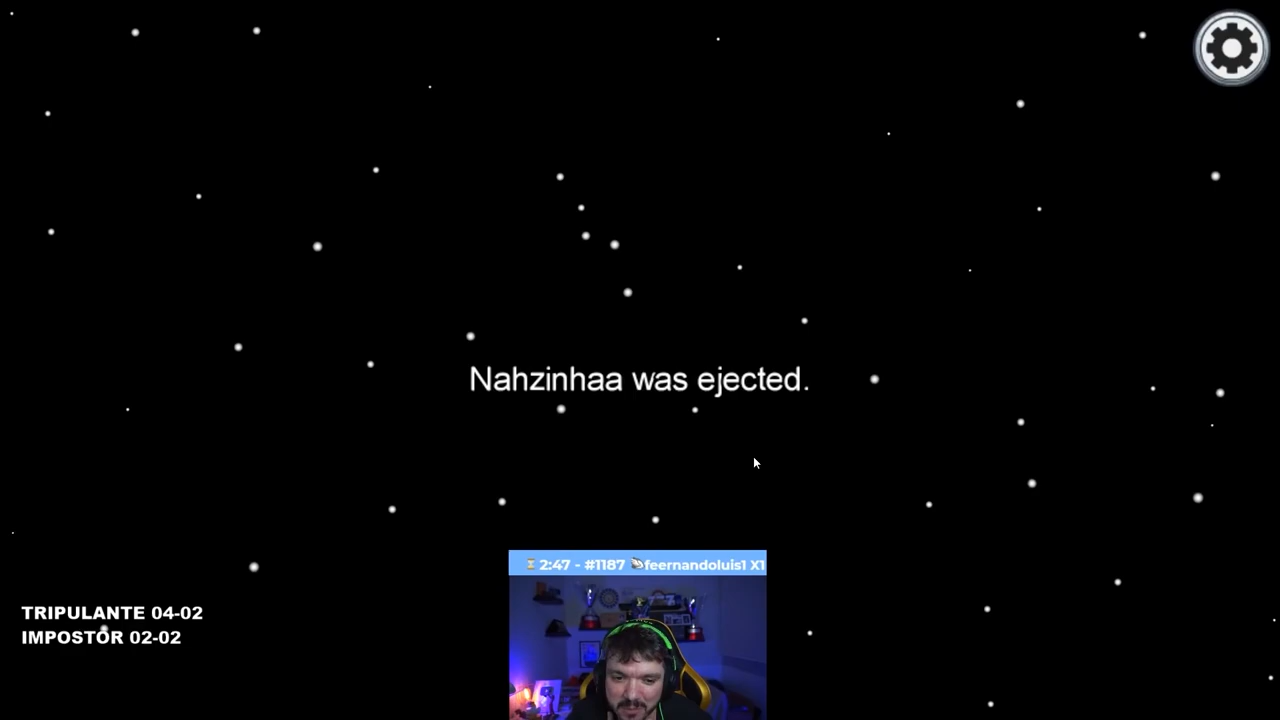 Nahzinhaa was ejected.
2:47 - #1187 feernandoluis1 X1
TRIPULANTE 04-02
IMPOSTOR 02-02